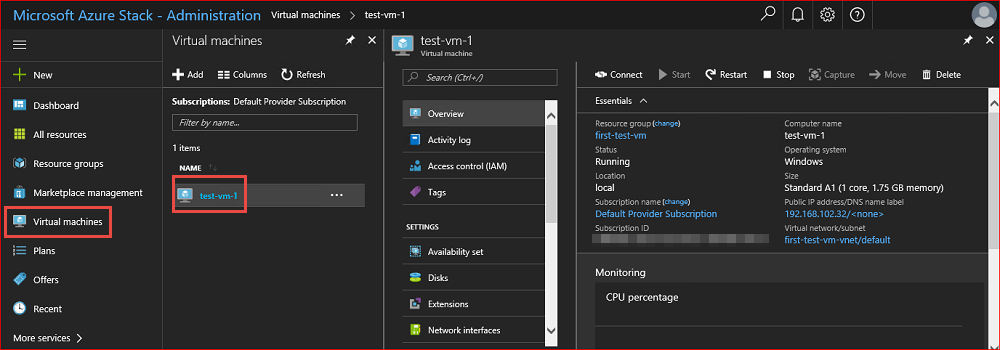 Microsoft Azure Stack - Administration Virtual machines > test-vm-1
New
Dashboard
All resources
Resource groups
Marketplace management
Virtual machines
Plans
Offers
Recent
More services >
Virtual machines
Add Columns Refresh
Subscriptions: Default Provider Subscription
Filter by name...
1 items
NAME
test-vm-1 ...
test-vm-1
Virtual machine
Search (Ctrl+/)
Overview
Activity log
Access control (IAM)
Tags
SETTINGS
Availability set
Disks
Extensions
Network interfaces
Connect Start Restart Stop Capture Move Delete
Essentials
Resource group (change)
first-test-vm
Status
Running
Location
local
Subscription name (change)
Default Provider Subscription
Subscription ID
Computer name
test-vm-1
Operating system
Windows
Size
Standard A1 (1 core, 1.75 GB memory)
Public IP address/DNS name label
192.168.102.32/<none>
Virtual network/subnet
first-test-vm-vnet/default
Monitoring
CPU percentage